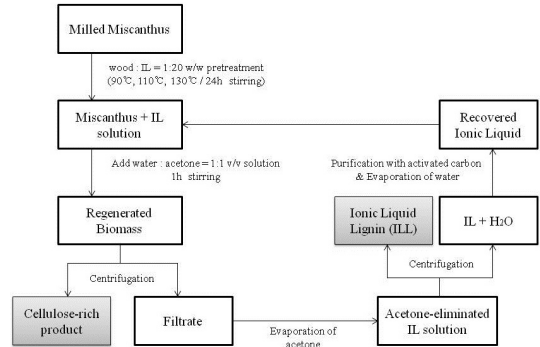 Milled Miscanthus
wood : IL = 1:20 w/w pretreatment
(90℃, 110℃, 130℃ / 24h stirring)
Miscanthus + IL
solution
Recovered
Ionic Liquid
Add water : acetone = 1:1 v/v solution
1h stirring
Purification with activated carbon
& Evaporation of water
Regenerated
Biomass
Ionic Liquid
Lignin (ILL)
IL + H2O
Centrifugation
Centrifugation
Cellulose-rich
product
Filtrate
Evaporation of
acetone
Acetone-eliminated
IL solution